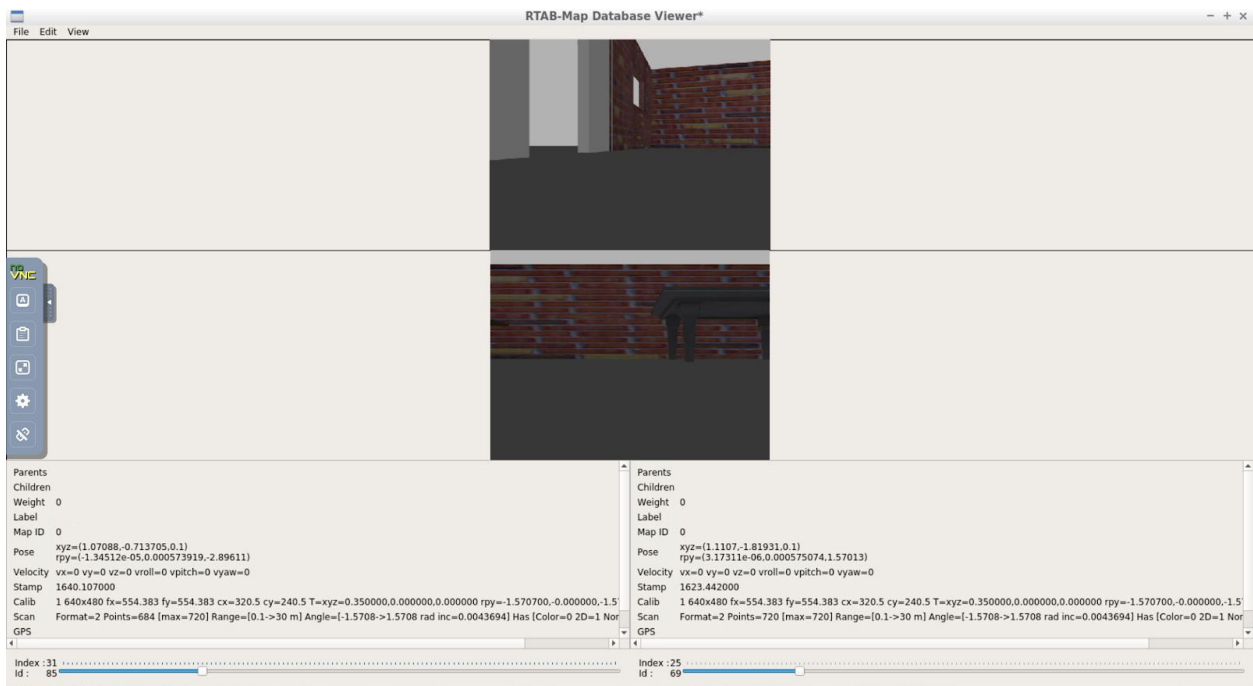 RTAB-Map Database Viewer*
File Edit View
no
VNC
A
Parents
Children
Weight 0
Label
Map ID 0
Pose xyz=(1.07088,-0.713705,0.1)
rpy=(-1.34512e-05,0.000573919,-2.89611)
Velocity vx=0 vy=0 vz=0 vroll=0 vpitch=0 vyaw=0
Stamp 1640.107000
Calib 1 640x480 fx=554.383 fy=554.383 cx=320.5 cy=240.5 T=xyz=0.350000,0.000000,0.000000 rpy=-1.570700,-0.000000,-1.5
Scan Format=2 Points=684 [max=720] Range=[0.1->30 m] Angle=[-1.5708->1.5708 rad inc=0.0043694] Has [Color=0 2D=1 Nor
GPS
Index :31
Id : 85
Parents
Children
Weight 0
Label
Map ID 0
Pose xyz=(1.1107,-1.81931,0.1)
rpy=(3.17311e-06,0.000575074,1.57013)
Velocity vx=0 vy=0 vz=0 vroll=0 vpitch=0 vyaw=0
Stamp 1623.442000
Calib 1 640x480 fx=554.383 fy=554.383 cx=320.5 cy=240.5 T=xyz=0.350000,0.000000,0.000000 rpy=-1.570700,-0.000000,-1.5
Scan Format=2 Points=720 [max=720] Range=[0.1->30 m] Angle=[-1.5708->1.5708 rad inc=0.0043694] Has [Color=0 2D=1 Nor
GPS
Index :25
Id : 69